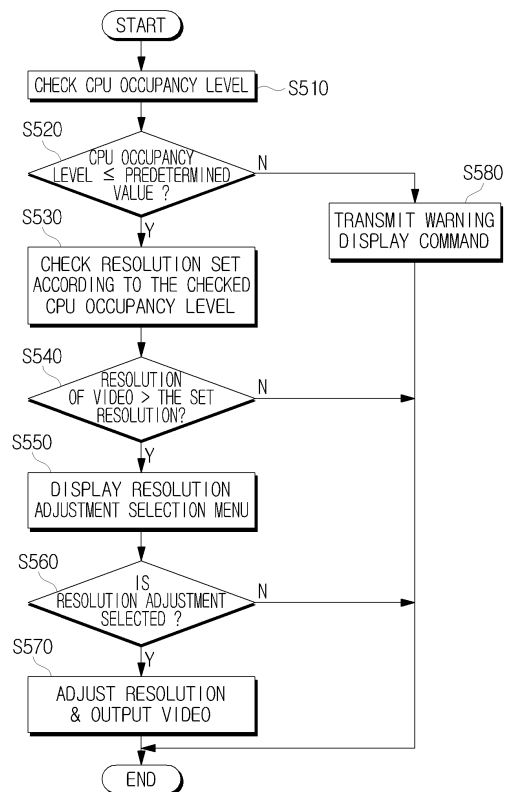 START
CHECK CPU OCCUPANCY LEVEL
S510
S520
CPU OCCUPANCY
LEVEL ≤ PREDETERMINED
VALUE ?
N
S580
TRANSMIT WARNING
DISPLAY COMMAND
Y
S530
CHECK RESOLUTION SET
ACCORDING TO THE CHECKED
CPU OCCUPANCY LEVEL
S540
RESOLUTION
OF VIDEO > THE SET
RESOLUTION?
N
Y
S550
DISPLAY RESOLUTION
ADJUSTMENT SELECTION MENU
S560
IS
RESOLUTION ADJUSTMENT
SELECTED ?
N
Y
S570
ADJUST RESOLUTION
& OUTPUT VIDEO
END